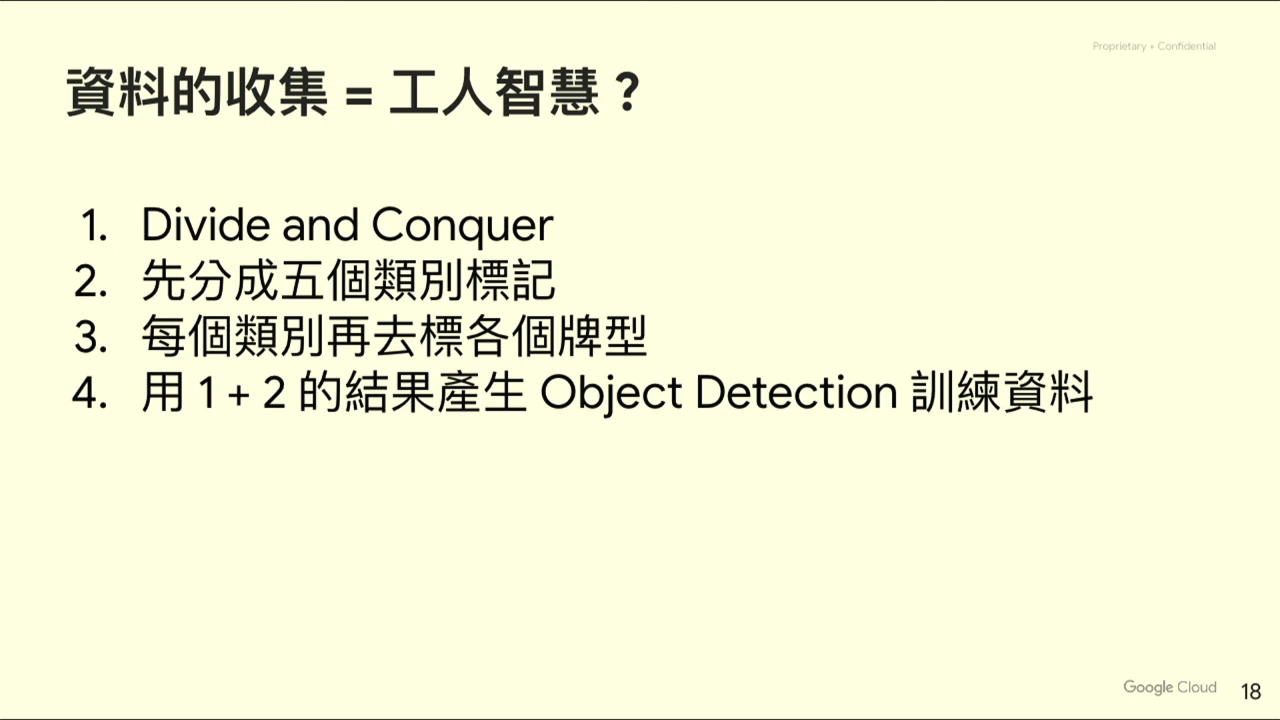 Proprietary + Confidential
資料的收集 = 工人智慧？
1. Divide and Conquer
2. 先分成五個類別標記
3. 每個類別再去標各個牌型
4. 用 1 + 2 的結果產生 Object Detection 訓練資料
Google Cloud
18